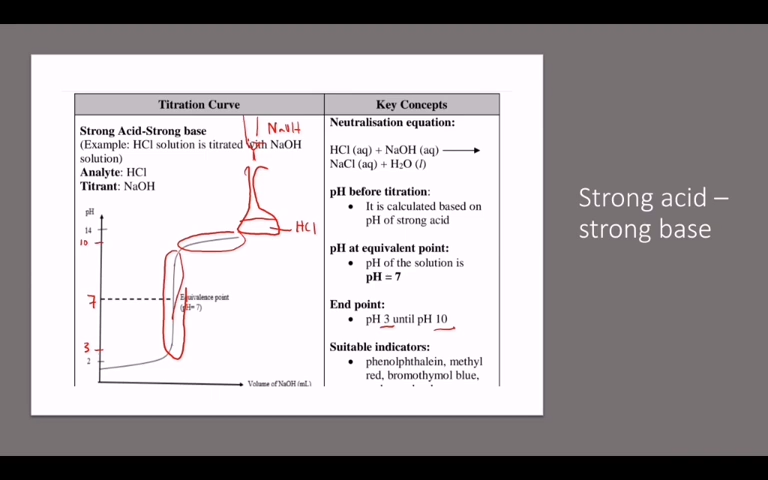 Titration Curve
Key Concepts
Strong Acid-Strong base
(Example: HCl solution is titrated with NaOH
solution)
Analyte: HCl
Titrant: NaOH
NaOH
HCl
pH
14
10
7
Equivalence point
(pH= 7)
3
2
Volume of NaOH (mL)
Neutralisation equation:
HCl (aq) + NaOH (aq) ⟶
NaCl (aq) + H₂O (l)
pH before titration:
• It is calculated based on
pH of strong acid
pH at equivalent point:
• pH of the solution is
pH = 7
End point:
• pH 3 until pH 10
Suitable indicators:
• phenolphthalein, methyl
red, bromothymol blue,
Strong acid –
strong base